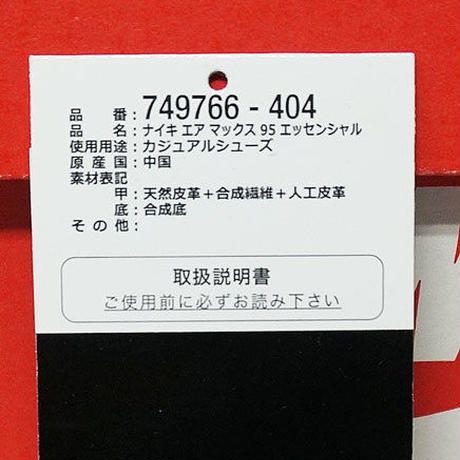 品番：749766 - 404
品名：ナイキ エア マックス 95 エッセンシャル
使用用途：カジュアルシューズ
原産国：中国
素材表記
甲：天然皮革＋合成繊維＋人工皮革
底：合成底
その他：
取扱説明書
ご使用前に必ずお読み下さい